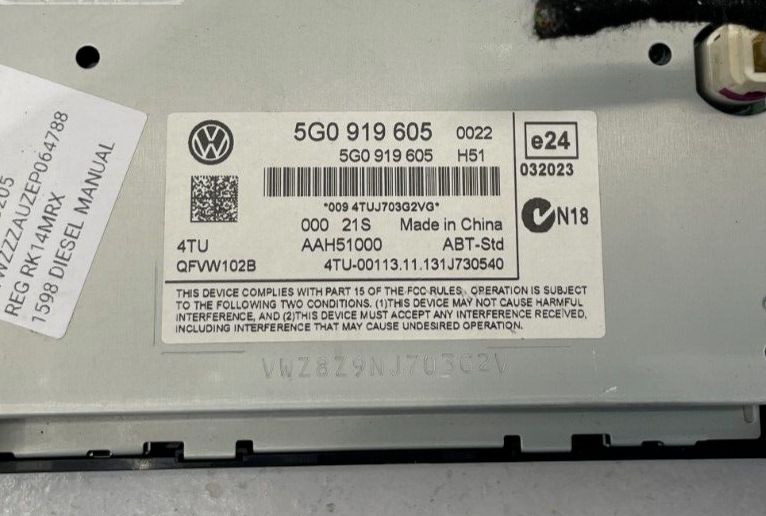 205
WZZZAUZEP064788
REG RK14MRX
1598 DIESEL MANUAL
5G0 919 605 0022
5G0 919 605 H51
*009 4TUJ703G2VG*
000 21S Made in China
4TU AAH51000 ABT-Std
QFVW102B 4TU-00113.11.131J730540
e24
032023
N18
THIS DEVICE COMPLIES WITH PART 15 OF THE FCC RULES. OPERATION IS SUBJECT
TO THE FOLLOWING TWO CONDITIONS. (1)THIS DEVICE MAY NOT CAUSE HARMFUL
INTERFERENCE, AND (2)THIS DEVICE MUST ACCEPT ANY INTERFERENCE RECEIVED,
INCLUDING INTERFERENCE THAT MAY CAUSE UNDESIRED OPERATION.
VWZ8Z9NJ703G2V